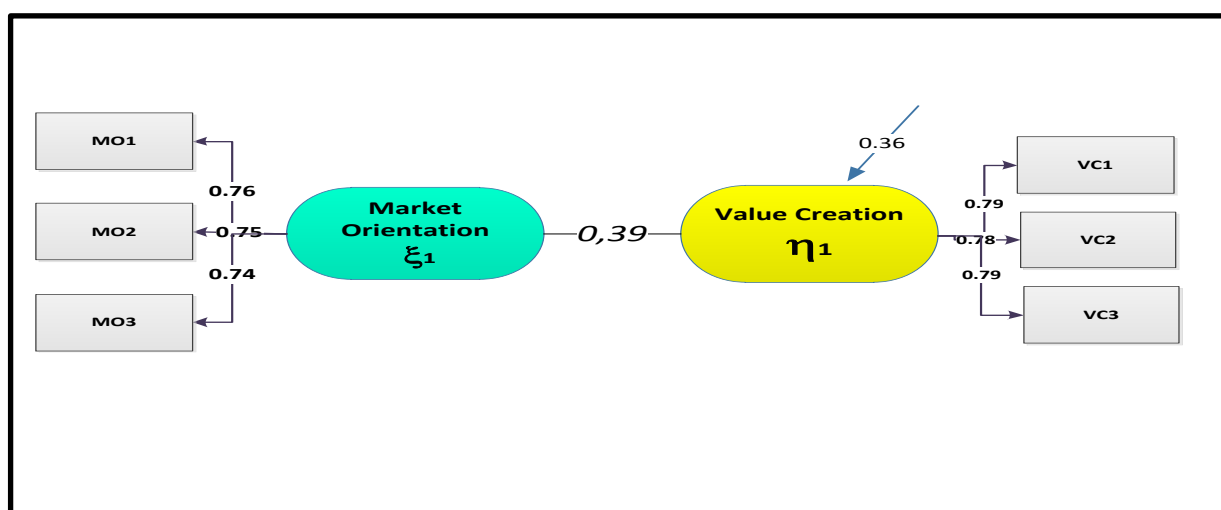 MO1
0.76
MO2
0.75
0.74
MO3
Market
Orientation
ξ1
0,39
0.36
Value Creation
η1
0.79
0.78
0.79
VC1
VC2
VC3